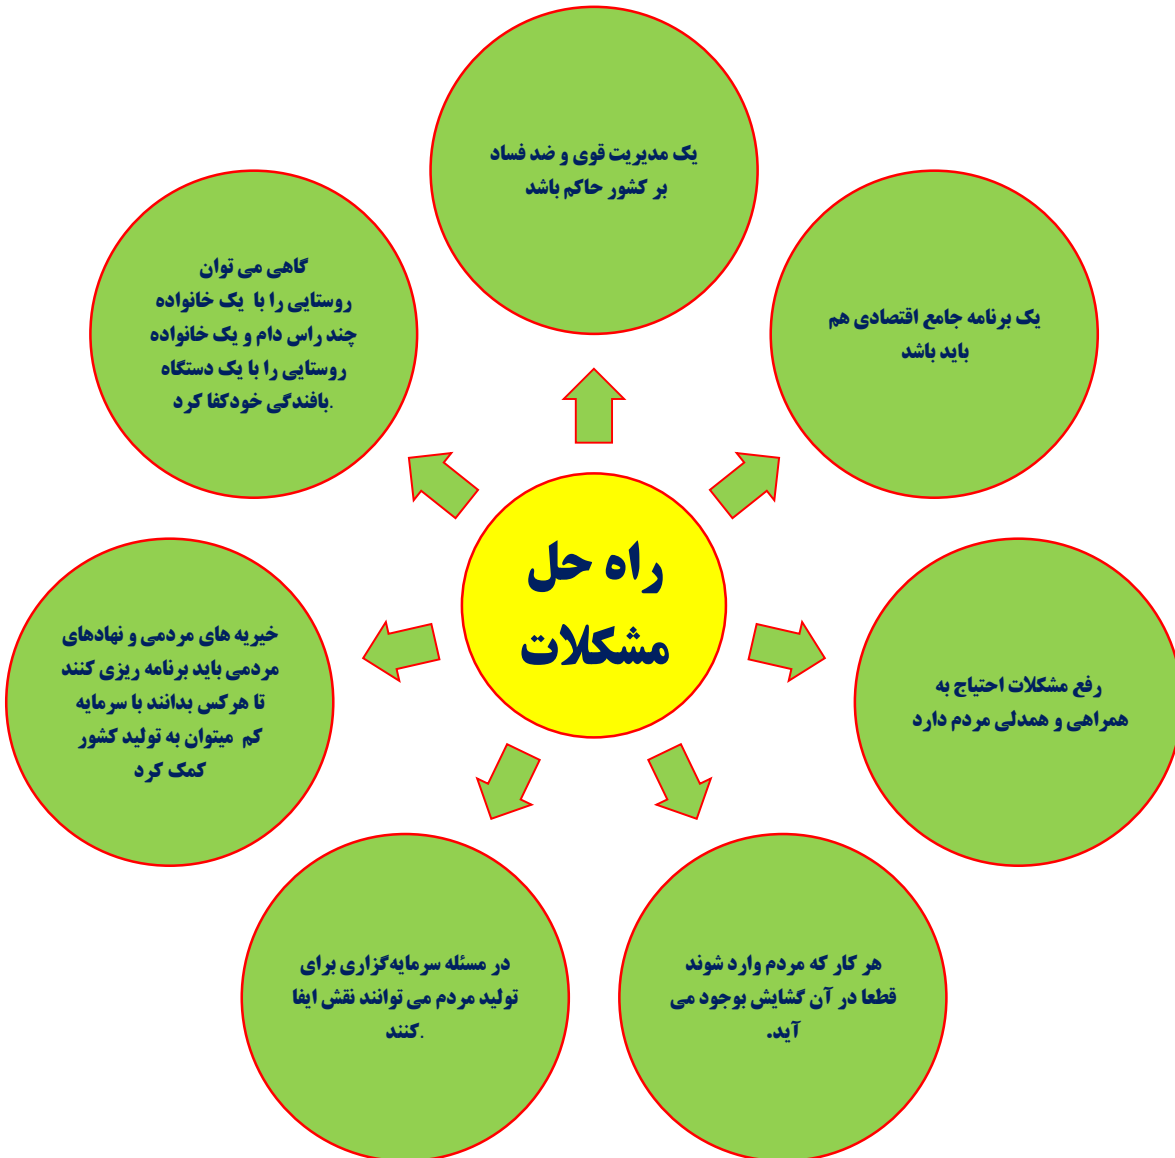 یک مدیریت قوی و ضد فساد
بر کشور حاکم باشد
یک برنامه جامع اقتصادی هم
باید باشد
رفع مشکلات احتیاج به
همراهی و همدلی مردم دارد
هر کار که مردم وارد شوند
قطعا در آن گشایش بوجود می
آید.
در مسئله سرمایه‌گزاری برای
تولید مردم می توانند نقش ایفا
کنند.
خیریه های مردمی و نهادهای
مردمی باید برنامه ریزی کنند
تا هرکس بدانند با سرمایه
کم میتوان به تولید کشور
کمک کرد
گاهی می توان
روستایی را با یک خانواده
چند راس دام و یک خانواده
روستایی را با یک دستگاه
بافندگی خودکفا کرد.
راه حل
مشکلات